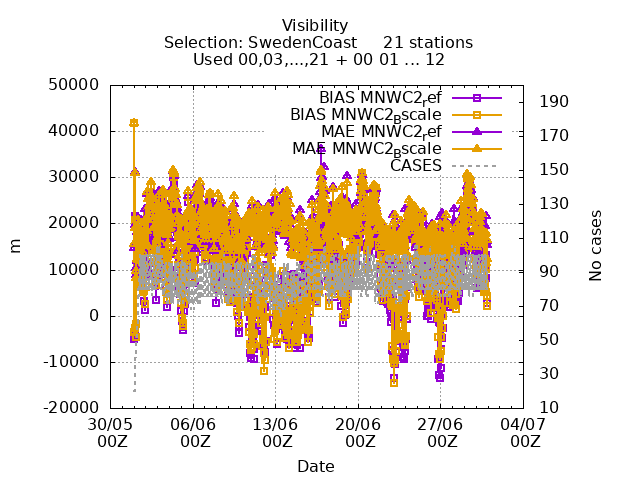 Visibility
Selection: SwedenCoast 21 stations
Used 00,03,...,21 + 00 01 ... 12
BIAS MNWC2_ref
BIAS MNWC2_Bscale
MAE MNWC2_ref
MAE MNWC2_Bscale
CASES
50000
40000
30000
20000
10000
0
-10000
-20000
m
190
170
150
130
110
90
70
50
30
10
No cases
30/05 06/06 13/06 20/06 27/06 04/07
00Z 00Z 00Z 00Z 00Z 00Z
Date